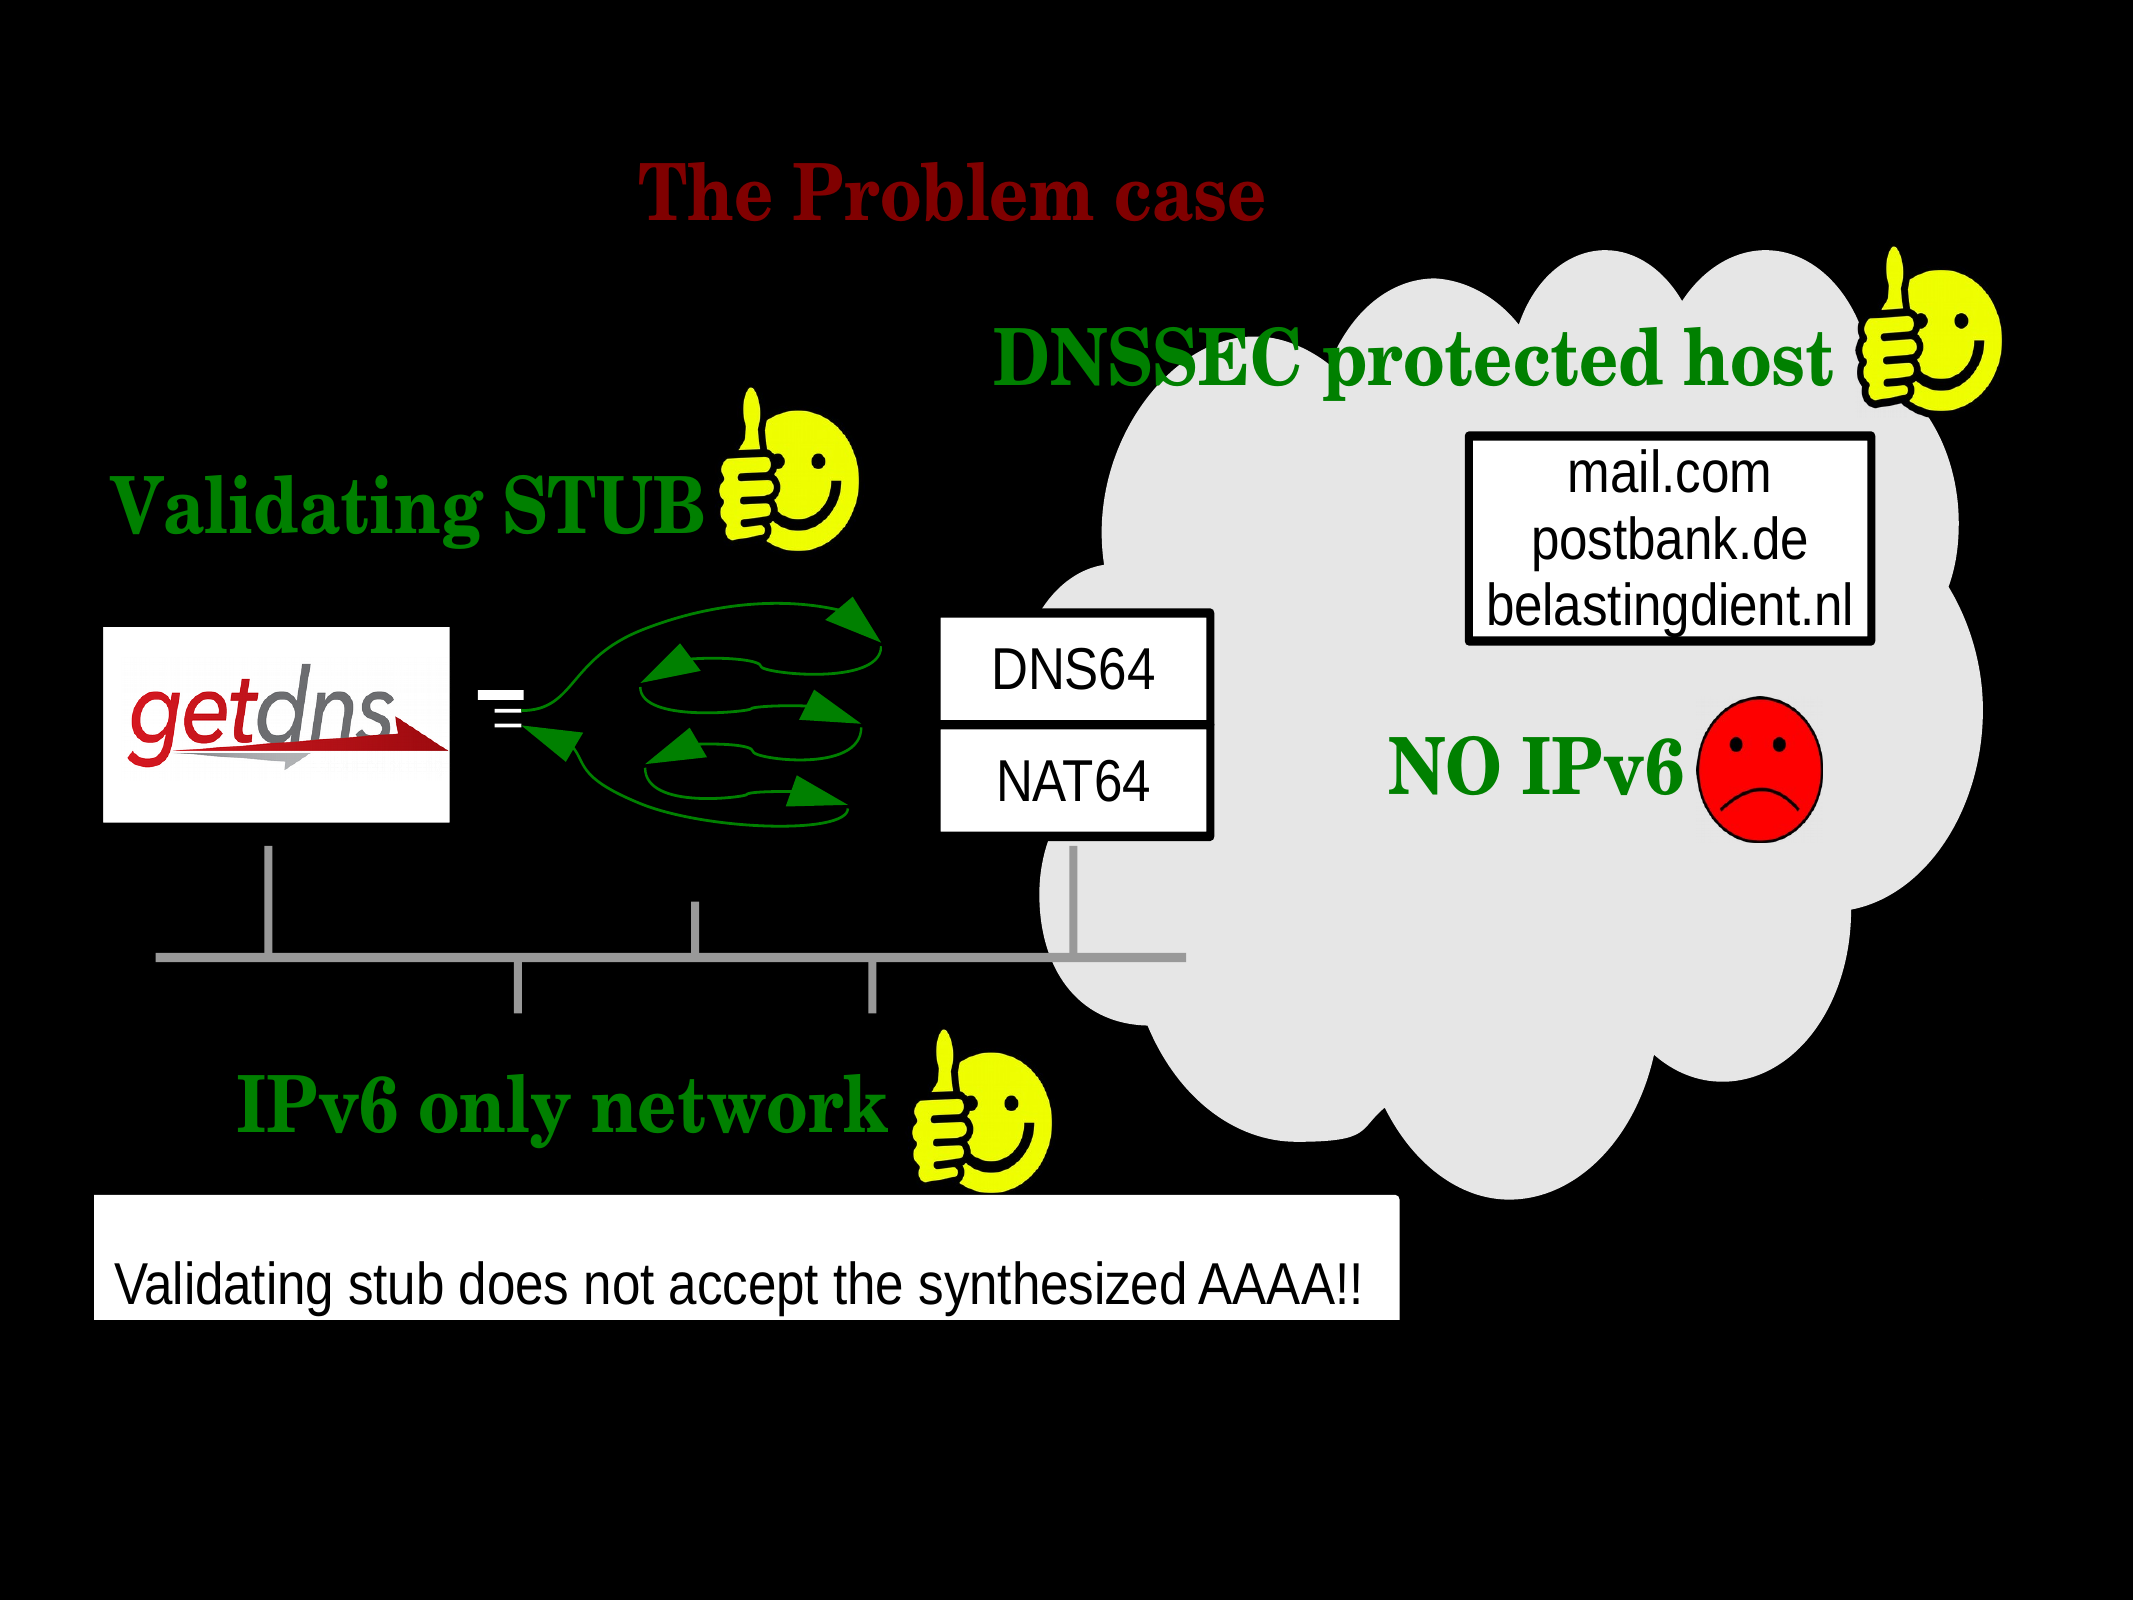 The Problem case
DNSSEC protected host
mail.com
postbank.de
belastingdient.nl
Validating STUB
getdns
DNS64
NAT64
NO IPv6
IPv6 only network
Validating stub does not accept the synthesized AAAA!!